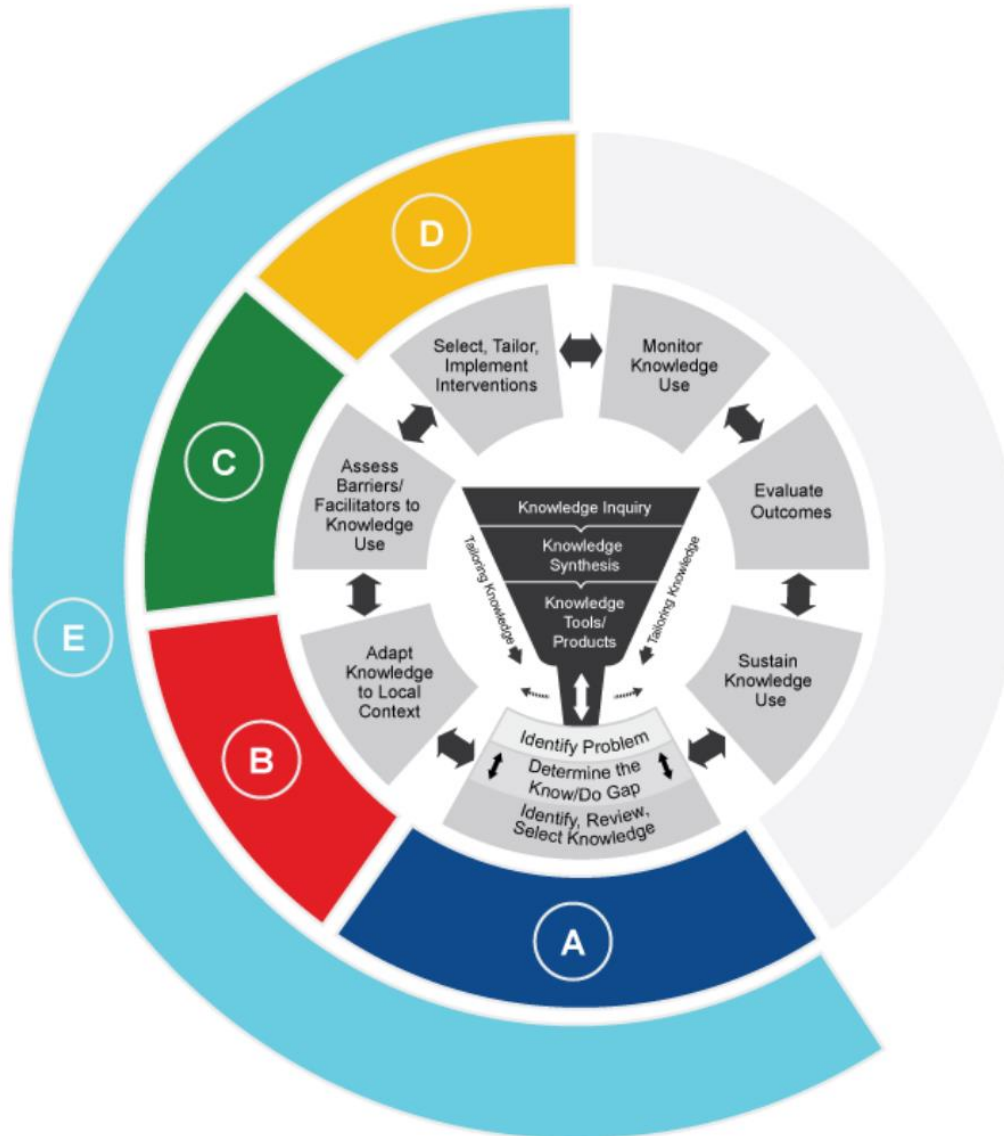 D
C
B
A
E
Select, Tailor,
Implement
Interventions
Monitor
Knowledge
Use
Assess
Barriers/
Facilitators to
Knowledge
Use
Evaluate
Outcomes
Adapt
Knowledge
to Local
Context
Sustain
Knowledge
Use
Knowledge Inquiry
Knowledge
Synthesis
Knowledge
Tools/
Products
Tailoring Knowledge
Tailoring Knowledge
Identify Problem
Determine the
Know/Do Gap
Identify, Review,
Select Knowledge